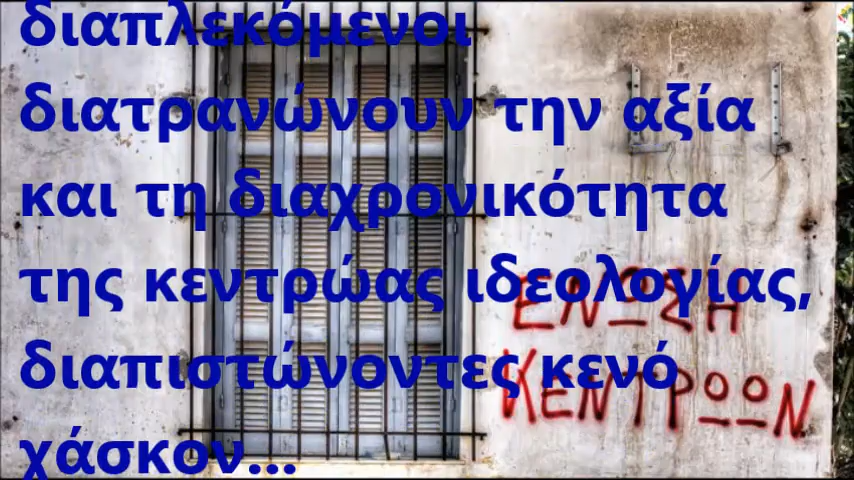 διαπλεκόμενοι
διατρανώνουν την αξία
και τη διαχρονικότητα
της κεντρώας ιδεολογίας,
διαπιστώνοντες κενό
χάσκον...
ΕΝΩΣΗ
ΚΕΝΤΡΩΩΝ